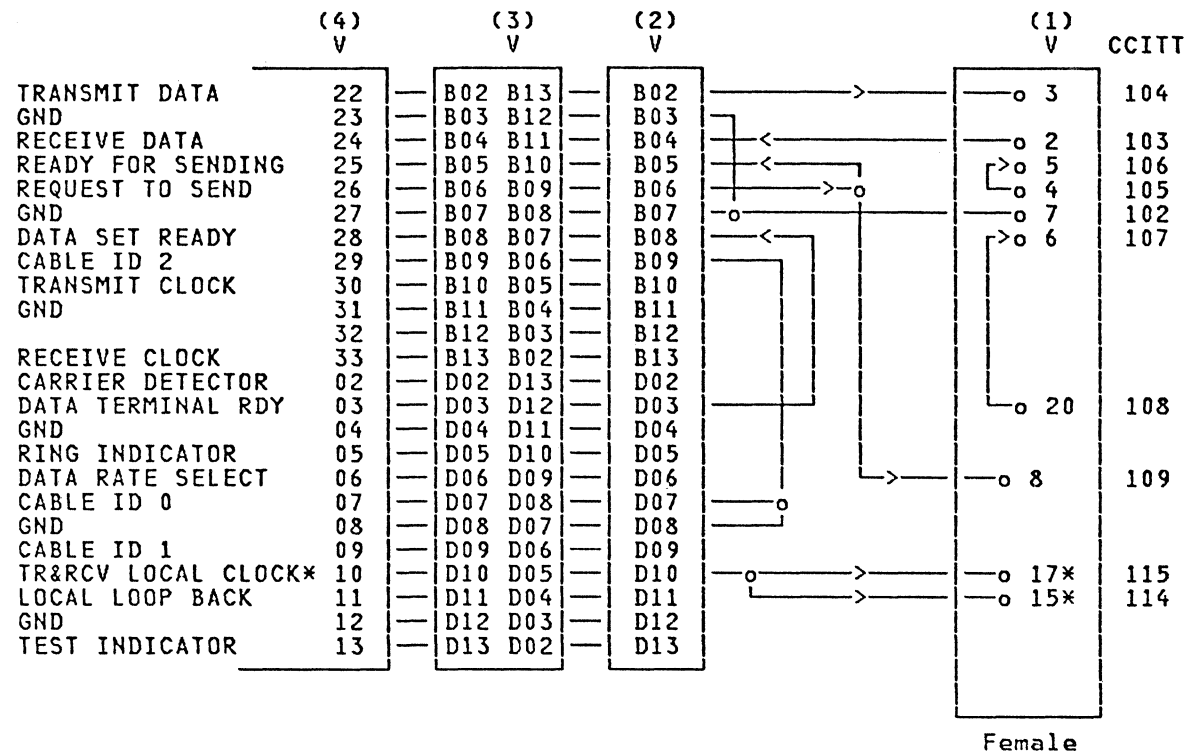 (4) (3) (2) (1)
V V V V CCITT
TRANSMIT DATA 22 B02 B13 B02 3 104
GND 23 B03 B12 B03
RECEIVE DATA 24 B04 B11 B04 2 103
READY FOR SENDING 25 B05 B10 B05 5 106
REQUEST TO SEND 26 B06 B09 B06 4 105
GND 27 B07 B08 B07 7 102
DATA SET READY 28 B08 B07 B08 6 107
CABLE ID 2 29 B09 B06 B09
TRANSMIT CLOCK 30 B10 B05 B10
GND 31 B11 B04 B11
32 B12 B03 B12
RECEIVE CLOCK 33 B13 B02 B13
CARRIER DETECTOR 02 D02 D13 D02
DATA TERMINAL RDY 03 D03 D12 D03 20 108
GND 04 D04 D11 D04
RING INDICATOR 05 D05 D10 D05
DATA RATE SELECT 06 D06 D09 D06 8 109
CABLE ID 0 07 D07 D08 D07
GND 08 D08 D07 D08
CABLE ID 1 09 D09 D06 D09
TR&RCV LOCAL CLOCK* 10 D10 D05 D10 17* 115
LOCAL LOOP BACK 11 D11 D04 D11 15* 114
GND 12 D12 D03 D12
TEST INDICATOR 13 D13 D02 D13
Female